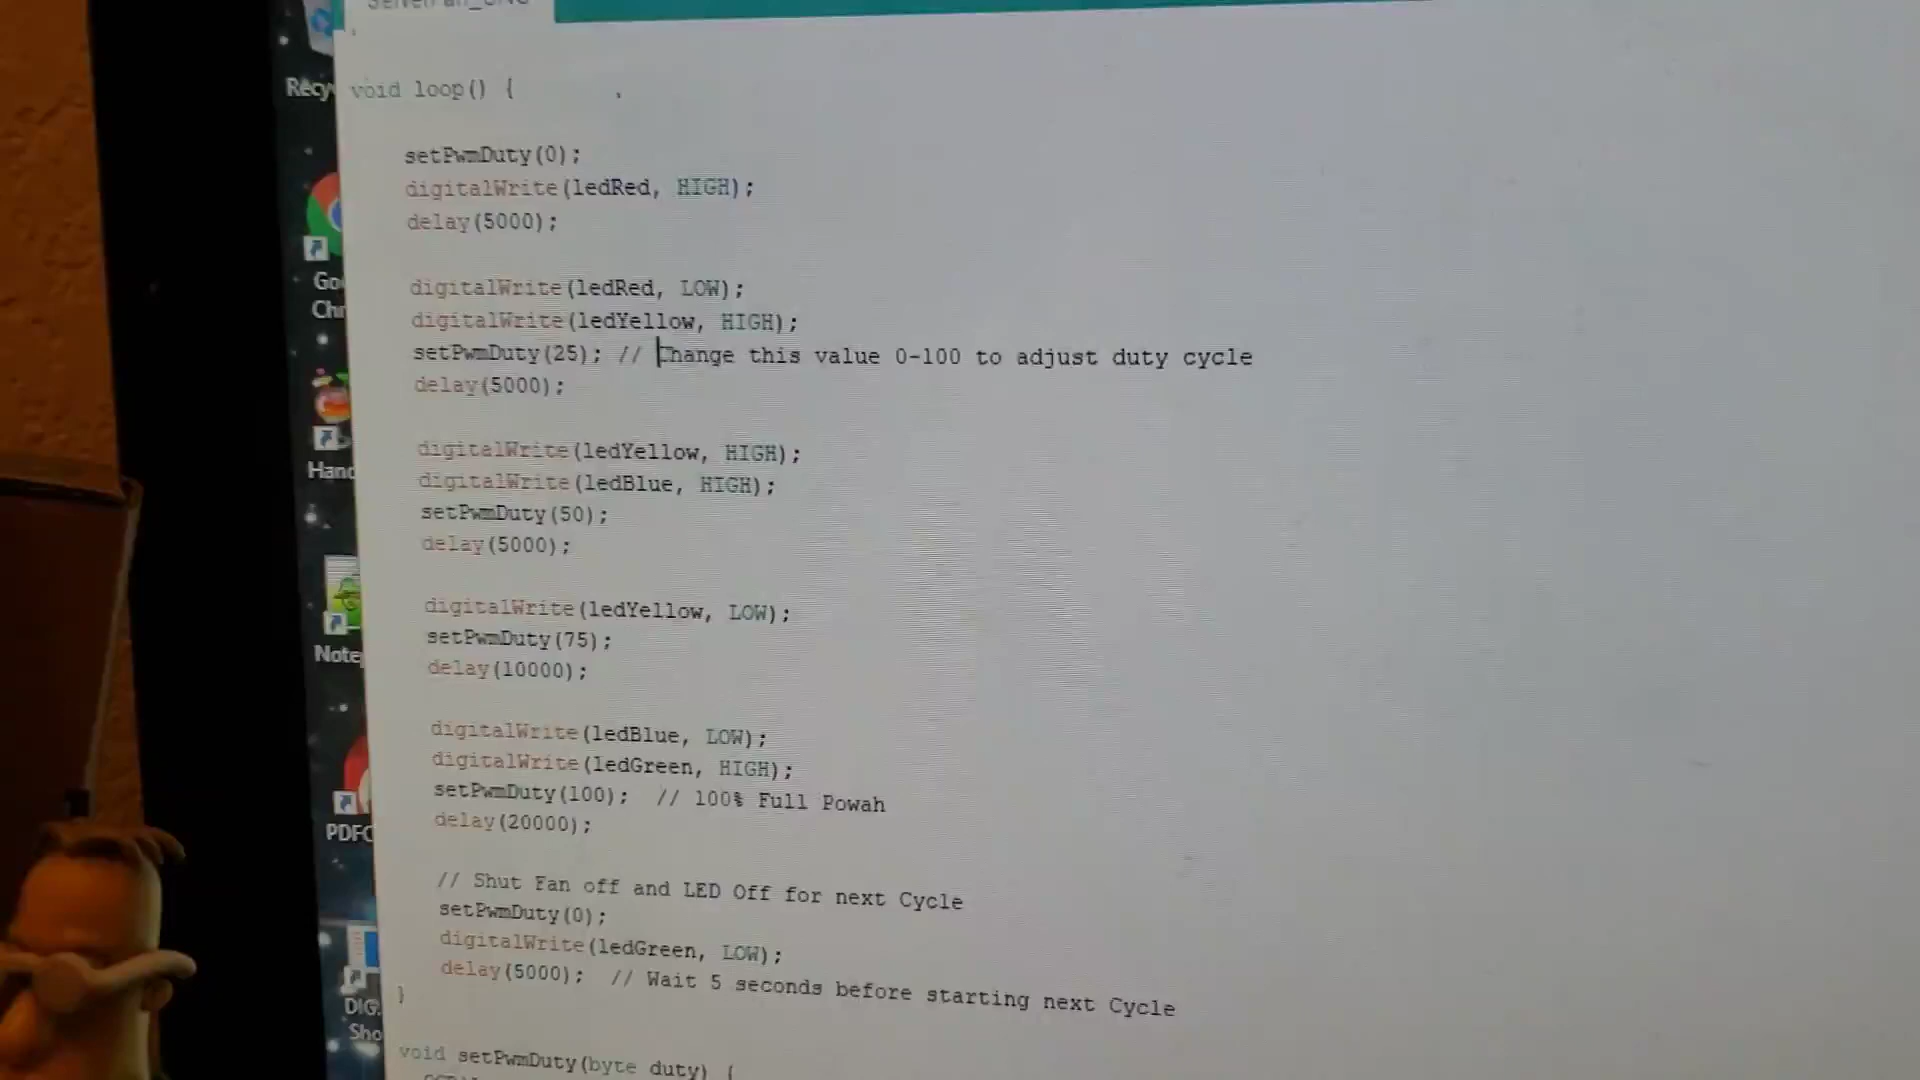 Recy
void loop() {
setPwmDuty(0);
digitalWrite(ledRed, HIGH);
delay(5000);
Go
Chr
digitalWrite(ledRed, LOW);
digitalWrite(ledYellow, HIGH);
setPwmDuty(25); // Change this value 0-100 to adjust duty cycle
delay(5000);
Hand
digitalWrite(ledYellow, HIGH);
digitalWrite(ledBlue, HIGH);
setPwmDuty(50);
delay(5000);
Note
digitalWrite(ledYellow, LOW);
setPwmDuty(75);
delay(10000);
PDFC
digitalWrite(ledBlue, LOW);
digitalWrite(ledGreen, HIGH);
setPwmDuty(100); // 100% Full Powah
delay(20000);
DIG.
Sho
// Shut Fan off and LED Off for next Cycle
setPwmDuty(0);
digitalWrite(ledGreen, LOW);
delay(5000); // Wait 5 seconds before starting next Cycle
}
void setPwmDuty(byte duty) {